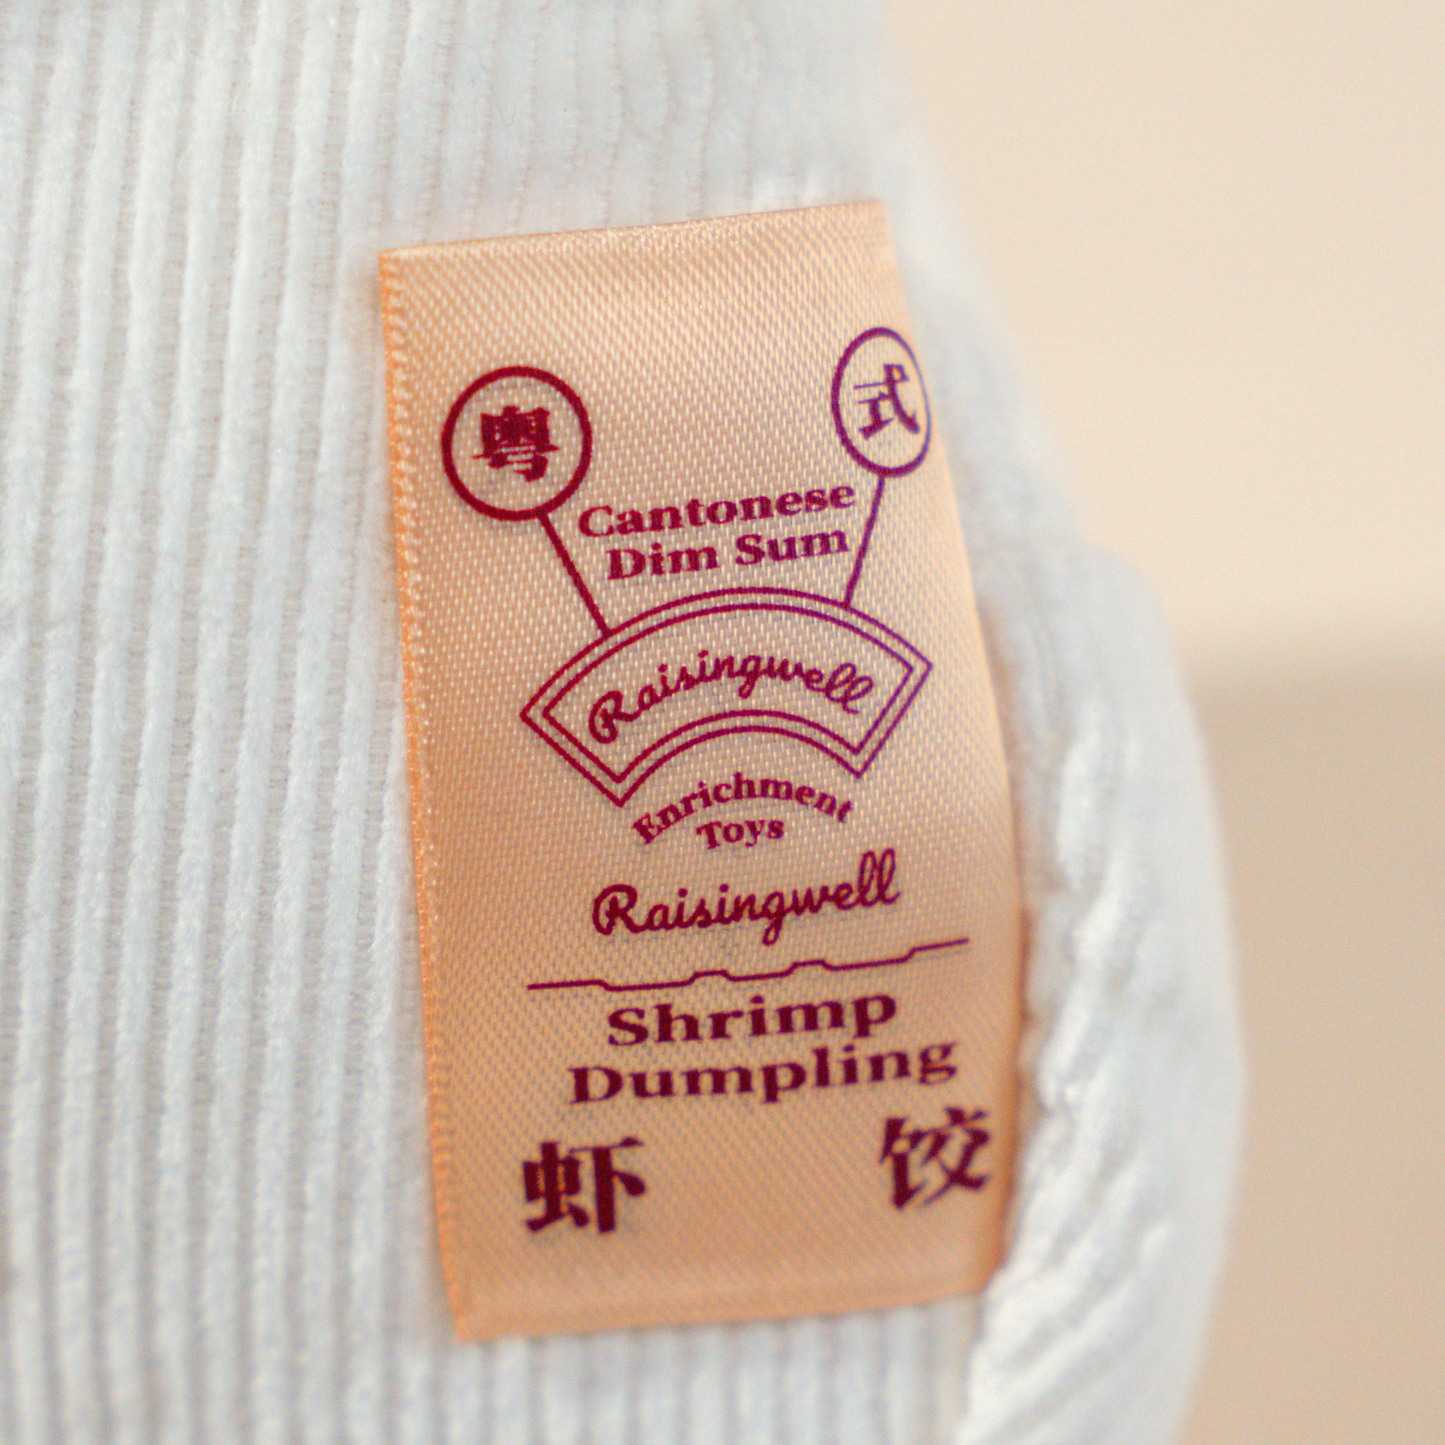 粤 式
Cantonese
Dim Sum
Raisingwell
Enrichment
Toys
Raisingwell
Shrimp
Dumpling
虾 饺